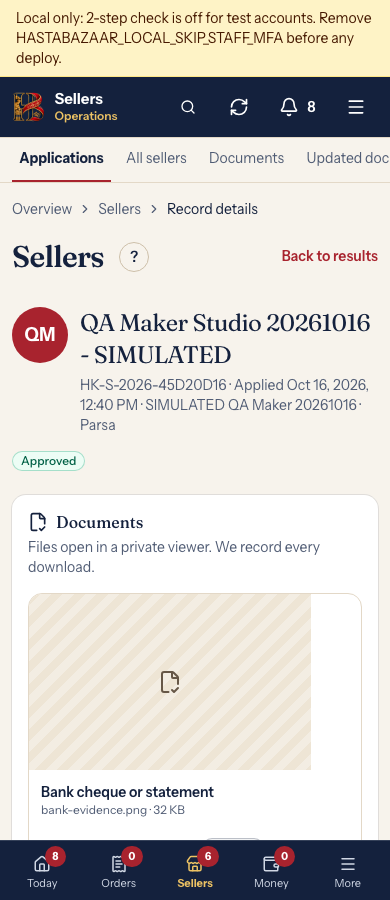 Local only: 2-step check is off for test accounts. Remove
HASTABAZAAR_LOCAL_SKIP_STAFF_MFA before any
deploy.
Sellers
Operations
8
Applications All sellers Documents Updated doc
Overview Sellers Record details
Sellers ? Back to results
QM
QA Maker Studio 20261016
- SIMULATED
HK-S-2026-45D20D16 · Applied Oct 16, 2026,
12:40 PM · SIMULATED QA Maker 20261016 ·
Parsa
Approved
Documents
Files open in a private viewer. We record every
download.
Bank cheque or statement
bank-evidence.png · 32 KB
8 0 6 0
Today Orders Sellers Money More